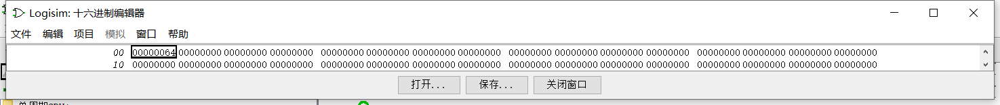 Logisim: 十六进制编辑器
文件 编辑 项目 模拟 窗口 帮助
00 00000064 00000000 00000000 00000000 00000000 00000000 00000000 00000000 00000000 00000000 00000000 00000000 00000000 00000000 00000000 00000000
10 00000000 00000000 00000000 00000000 00000000 00000000 00000000 00000000 00000000 00000000 00000000 00000000 00000000 00000000 00000000 00000000
打开... 保存... 关闭窗口